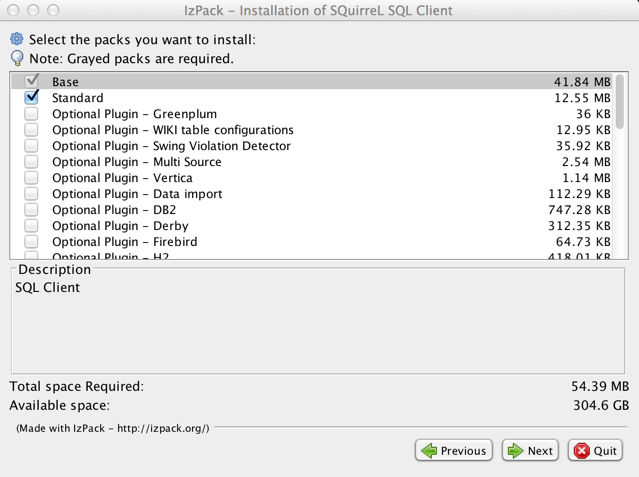 IzPack - Installation of SQuirreL SQL Client
Select the packs you want to install:
Note: Grayed packs are required.
Base 41.84 MB
Standard 12.55 MB
Optional Plugin – Greenplum 36 KB
Optional Plugin – WIKI table configurations 12.95 KB
Optional Plugin – Swing Violation Detector 35.92 KB
Optional Plugin – Multi Source 2.54 MB
Optional Plugin – Vertica 1.14 MB
Optional Plugin – Data import 112.29 KB
Optional Plugin – DB2 747.28 KB
Optional Plugin – Derby 312.35 KB
Optional Plugin – Firebird 64.73 KB
Optional Plugin – H2 418.01 KB
Description
SQL Client
Total space Required: 54.39 MB
Available space: 304.6 GB
(Made with IzPack - http://izpack.org/)
Previous Next Quit